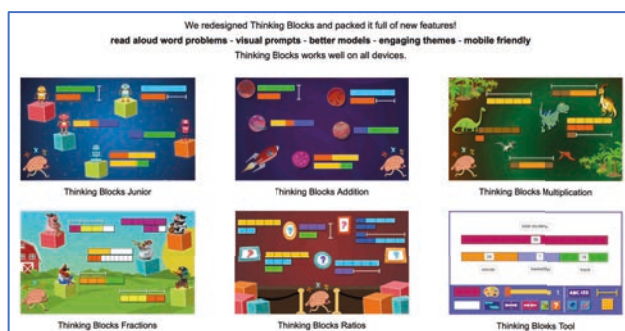 We redesigned Thinking Blocks and packed it full of new features!
read aloud word problems - visual prompts - better models - engaging themes - mobile friendly
Thinking Blocks works well on all devices.
Thinking Blocks Junior
Thinking Blocks Addition
Thinking Blocks Multiplication
Thinking Blocks Fractions
Thinking Blocks Ratios
Thinking Blocks Tool